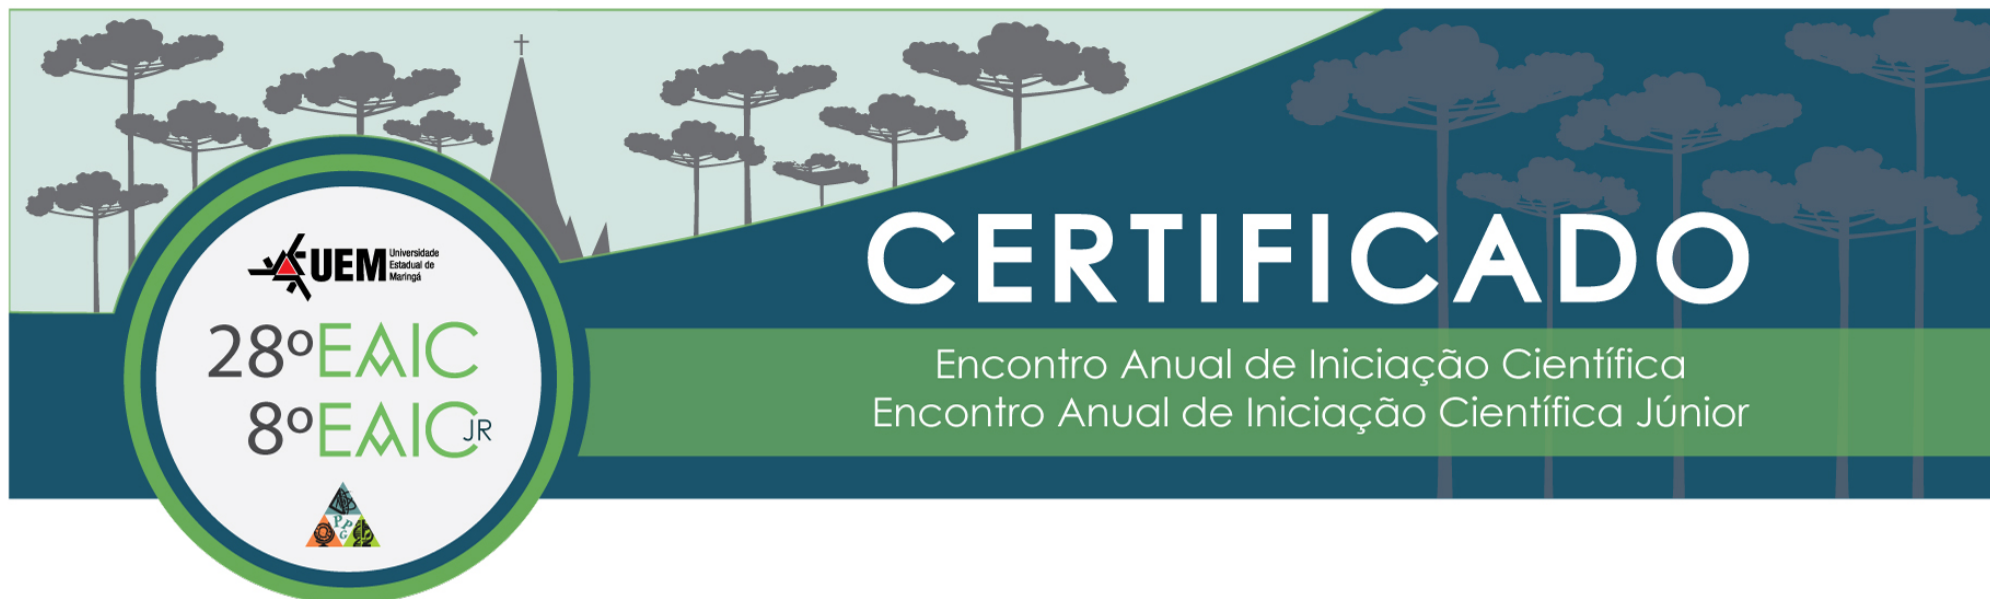 UEM
Universidade
Estadual de
Maringá
28º EAIC
8º EAIC JR
PPG
CERTIFICADO
Encontro Anual de Iniciação Científica
Encontro Anual de Iniciação Científica Júnior